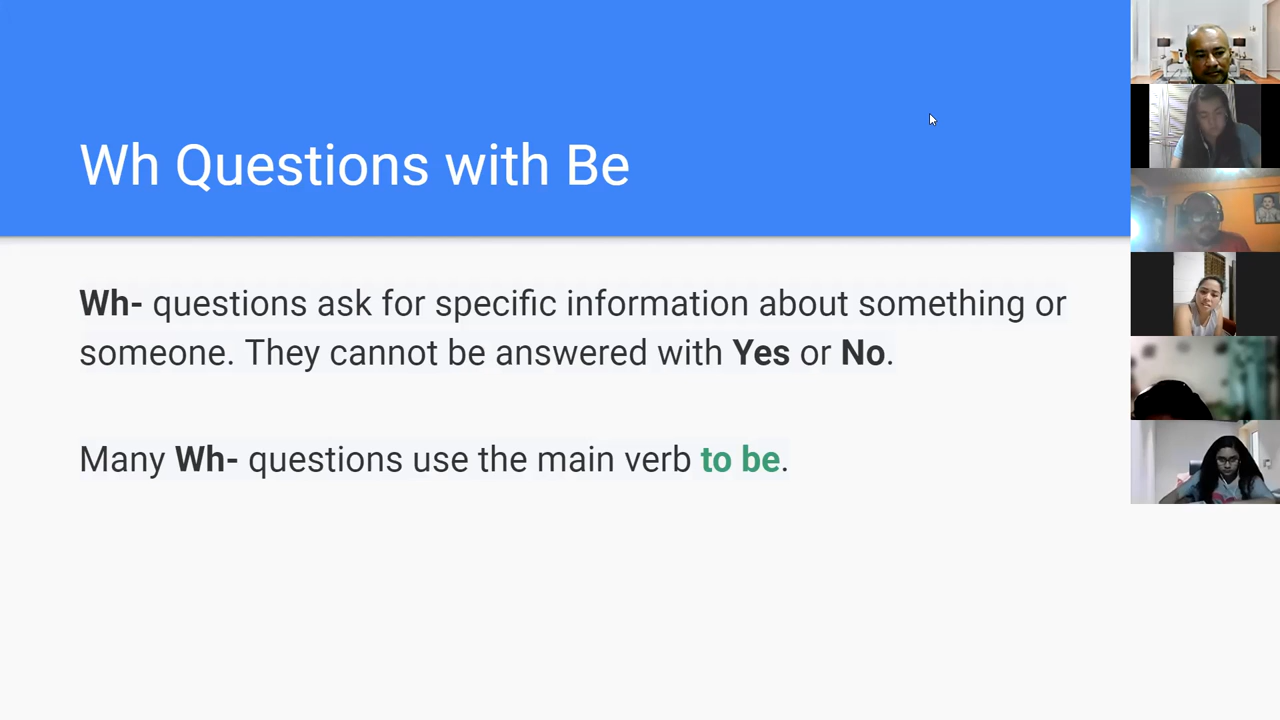 Wh Questions with Be
Wh- questions ask for specific information about something or
someone. They cannot be answered with Yes or No.
Many Wh- questions use the main verb to be.